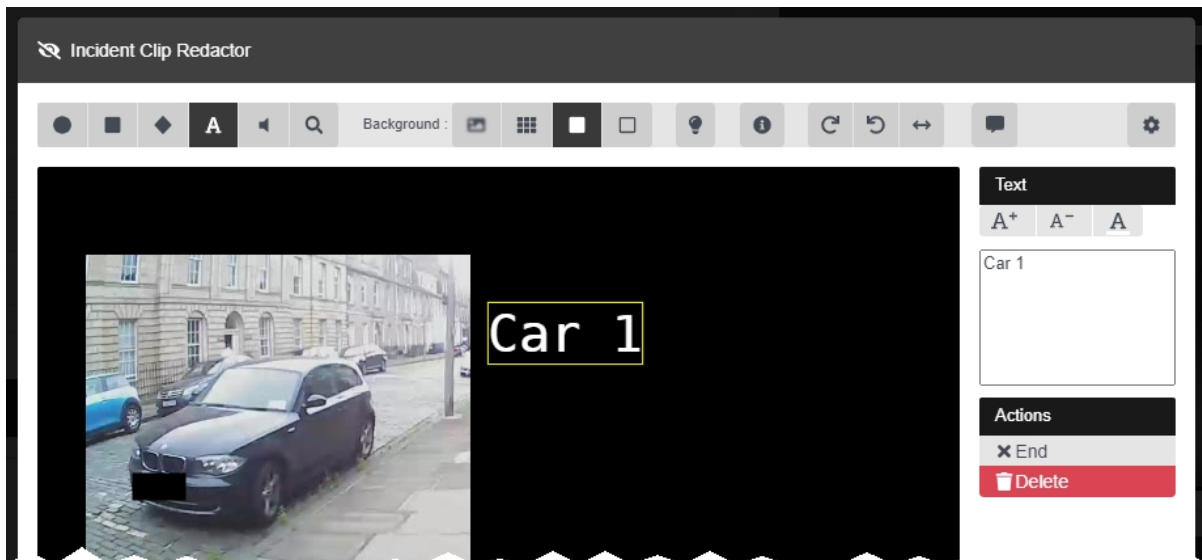 Incident Clip Redactor
A Background :
Text
A+ A− A
Car 1
Car 1
Actions
End
Delete